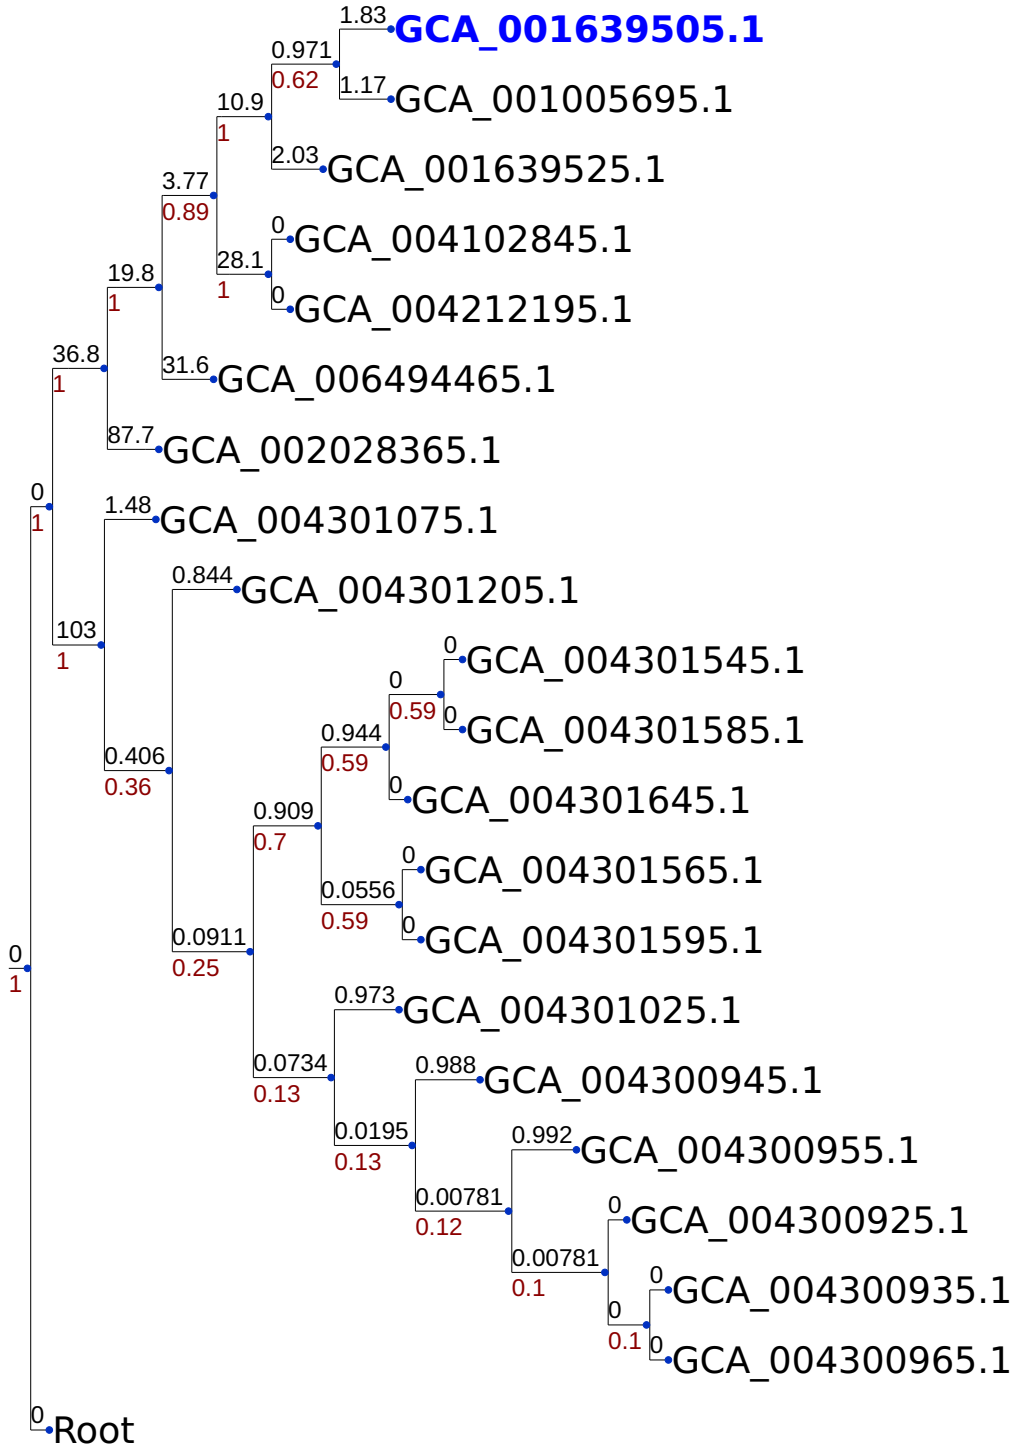 1.83
GCA_001639505.1
0.971
0.62
1.17
GCA_001005695.1
10.9
1
2.03
GCA_001639525.1
3.77
0.89
0
GCA_004102845.1
28.1
1
0
GCA_004212195.1
19.8
1
31.6
GCA_006494465.1
36.8
1
87.7
GCA_002028365.1
0
1
1.48
GCA_004301075.1
0.844
GCA_004301205.1
103
1
0
GCA_004301545.1
0
0.59
0
GCA_004301585.1
0.944
0.59
0
GCA_004301645.1
0.406
0.36
0.909
0.7
0
GCA_004301565.1
0.0556
0.59
0
GCA_004301595.1
0.0911
0.25
0
1
0.973
GCA_004301025.1
0.0734
0.13
0.988
GCA_004300945.1
0.0195
0.13
0.992
GCA_004300955.1
0.00781
0.12
0
GCA_004300925.1
0.00781
0.1
0
GCA_004300935.1
0
0.1
0
GCA_004300965.1
0
Root